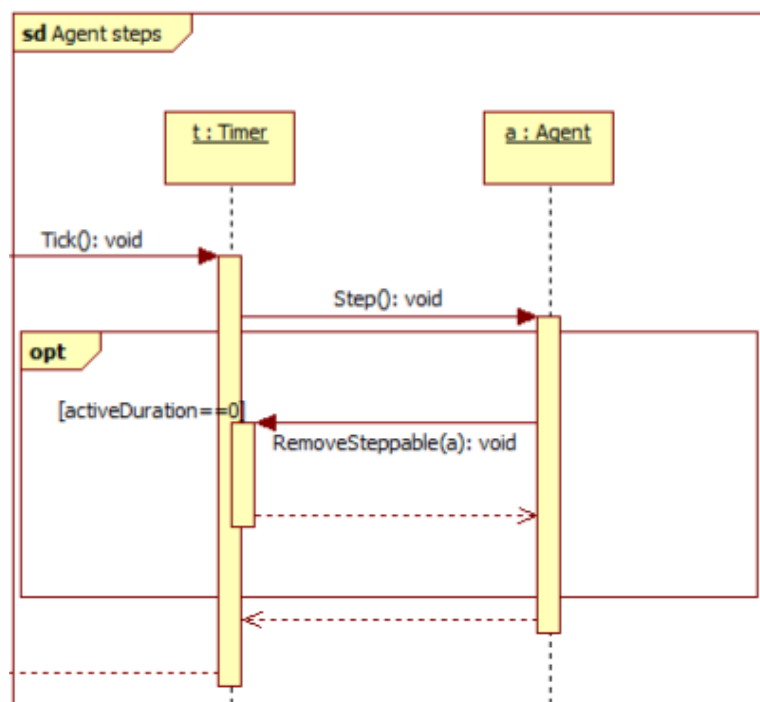 sd Agent steps
t : Timer
a : Agent
Tick(): void
Step(): void
opt
[activeDuration==0]
RemoveSteppable(a): void